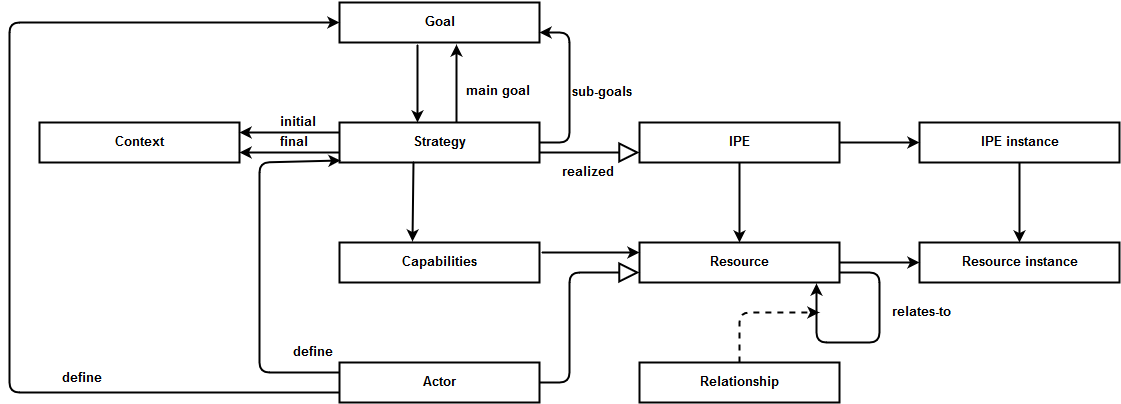 Goal
main goal
sub-goals
initial
Context
final
Strategy
IPE
IPE instance
realized
Capabilities
Resource
Resource instance
relates-to
define
define
Actor
Relationship